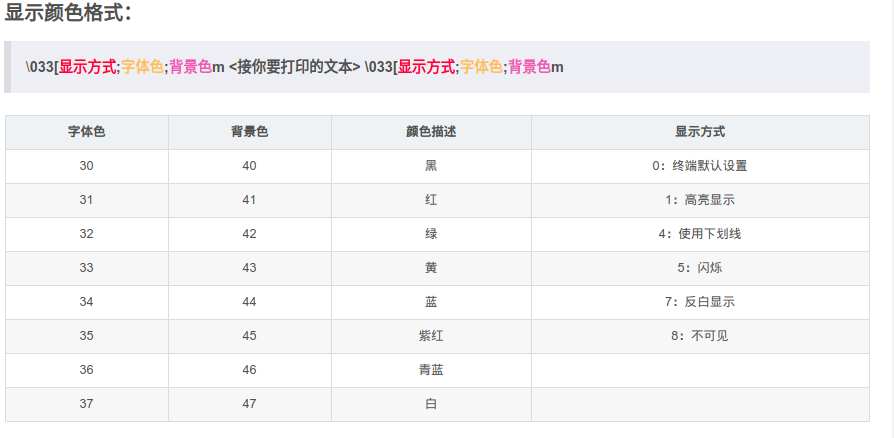 显示颜色格式：
\033[显示方式;字体色;背景色m <接你要打印的文本> \033[显示方式;字体色;背景色m
字体色 背景色 颜色描述 显示方式
30 40 黑 0：终端默认设置
31 41 红 1：高亮显示
32 42 绿 4：使用下划线
33 43 黄 5：闪烁
34 44 蓝 7：反白显示
35 45 紫红 8：不可见
36 46 青蓝
37 47 白